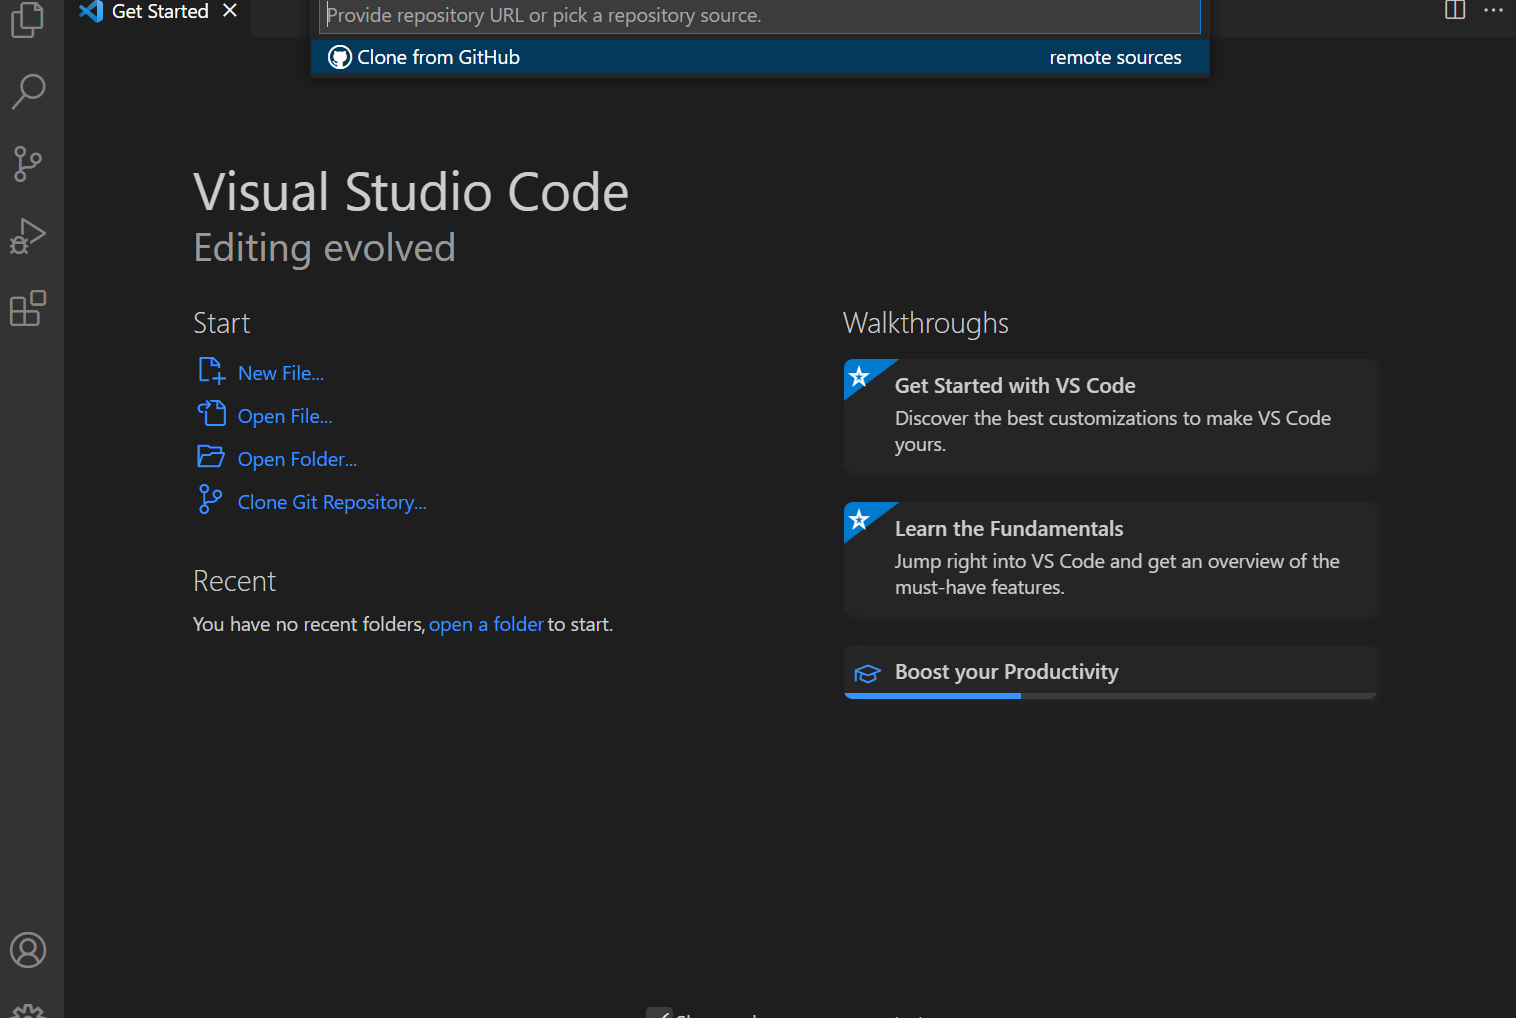 Get Started
Provide repository URL or pick a repository source.
Clone from GitHub remote sources
Visual Studio Code
Editing evolved
Start
New File...
Open File...
Open Folder...
Clone Git Repository...
Recent
You have no recent folders, open a folder to start.
Walkthroughs
Get Started with VS Code
Discover the best customizations to make VS Code
yours.
Learn the Fundamentals
Jump right into VS Code and get an overview of the
must-have features.
Boost your Productivity